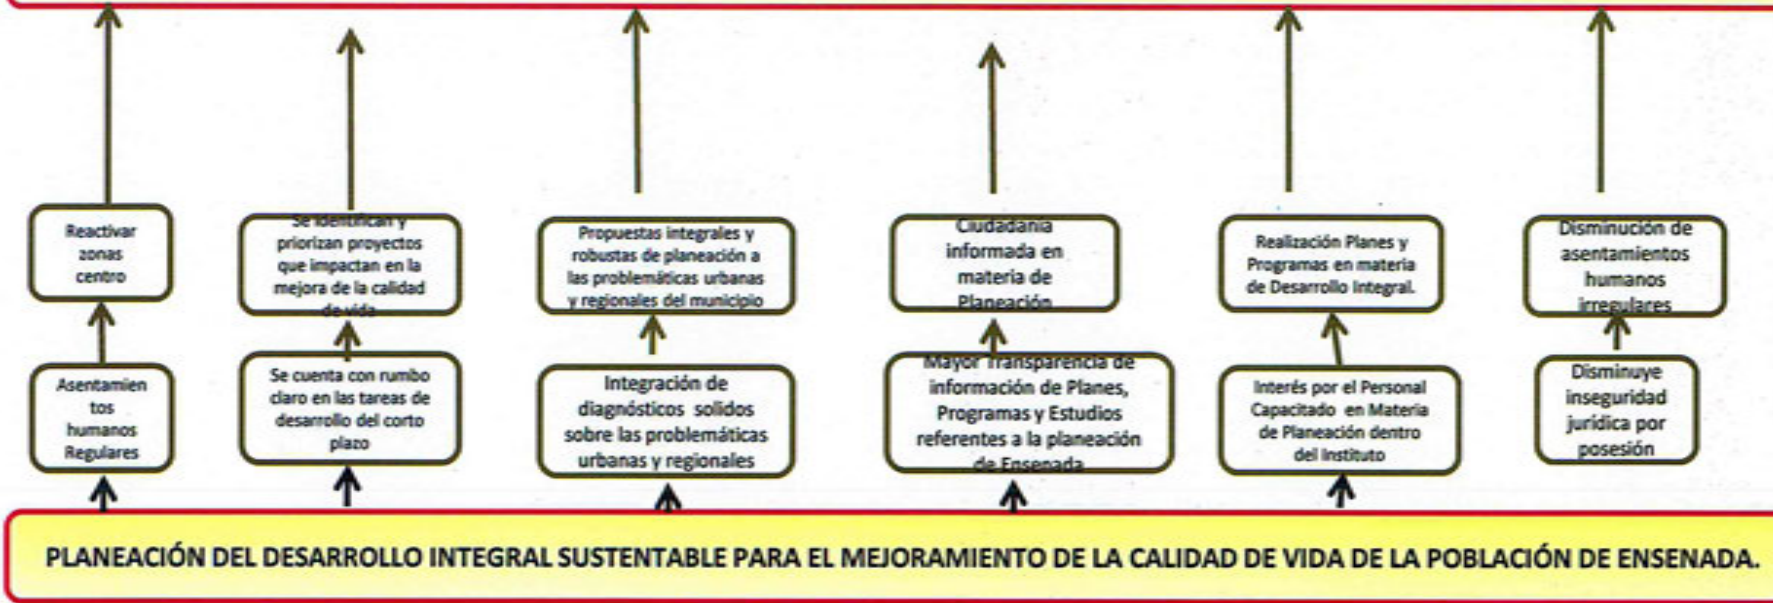 Reactivar
zonas
centro
Se identifican y
priorizan proyectos
que impactan en la
mejora de la calidad
de vida
Propuestas integrales y
robustas de planeación a
las problemáticas urbanas
y regionales del municipio
Ciudadanía
informada en
materia de
Planeación
Realización Planes y
Programas en materia
de Desarrollo Integral.
Disminución de
asentamientos
humanos
irregulares
Asentamien
tos
humanos
Regulares
Se cuenta con rumbo
claro en las tareas de
desarrollo del corto
plazo
Integración de
diagnósticos solidos
sobre las problemáticas
urbanas y regionales
Mayor Transparencia de
información de Planes,
Programas y Estudios
referentes a la planeación
de Ensenada
Interés por el Personal
Capacitado en Materia
de Planeación dentro
del Instituto
Disminuye
inseguridad
jurídica por
posesión
PLANEACIÓN DEL DESARROLLO INTEGRAL SUSTENTABLE PARA EL MEJORAMIENTO DE LA CALIDAD DE VIDA DE LA POBLACIÓN DE ENSENADA.